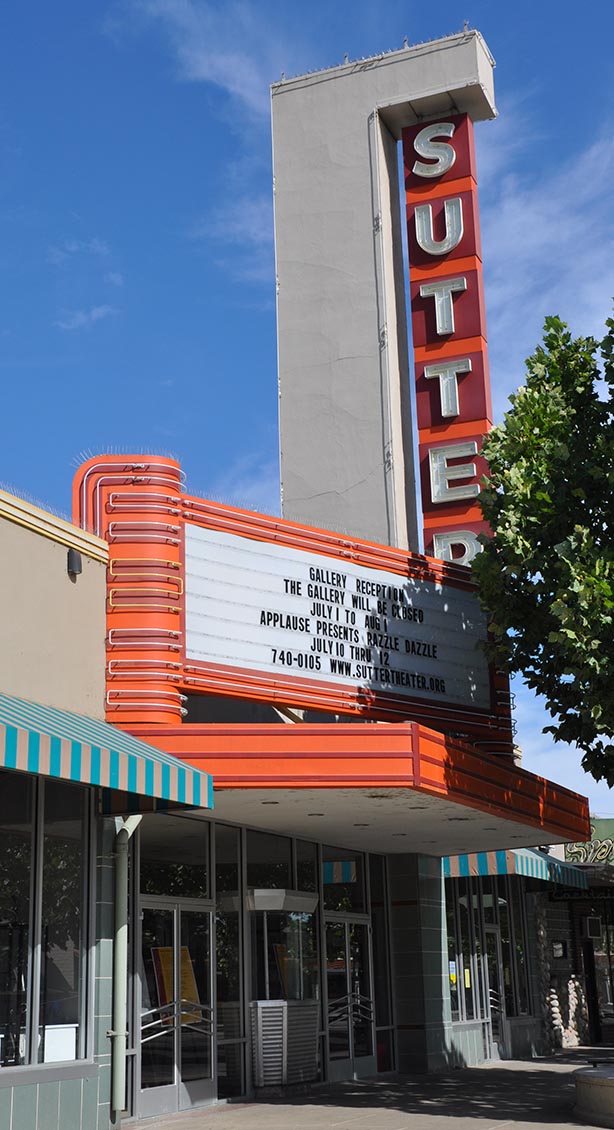 SUTTER
GALLERY RECEPTION
THE GALLERY WILL BE CLOSED
JULY 1 TO AUG 1
APPLAUSE PRESENTS RAZZLE DAZZLE
JULY 10 THRU 12
740-0105 WWW.SUTTERTHEATER.ORG